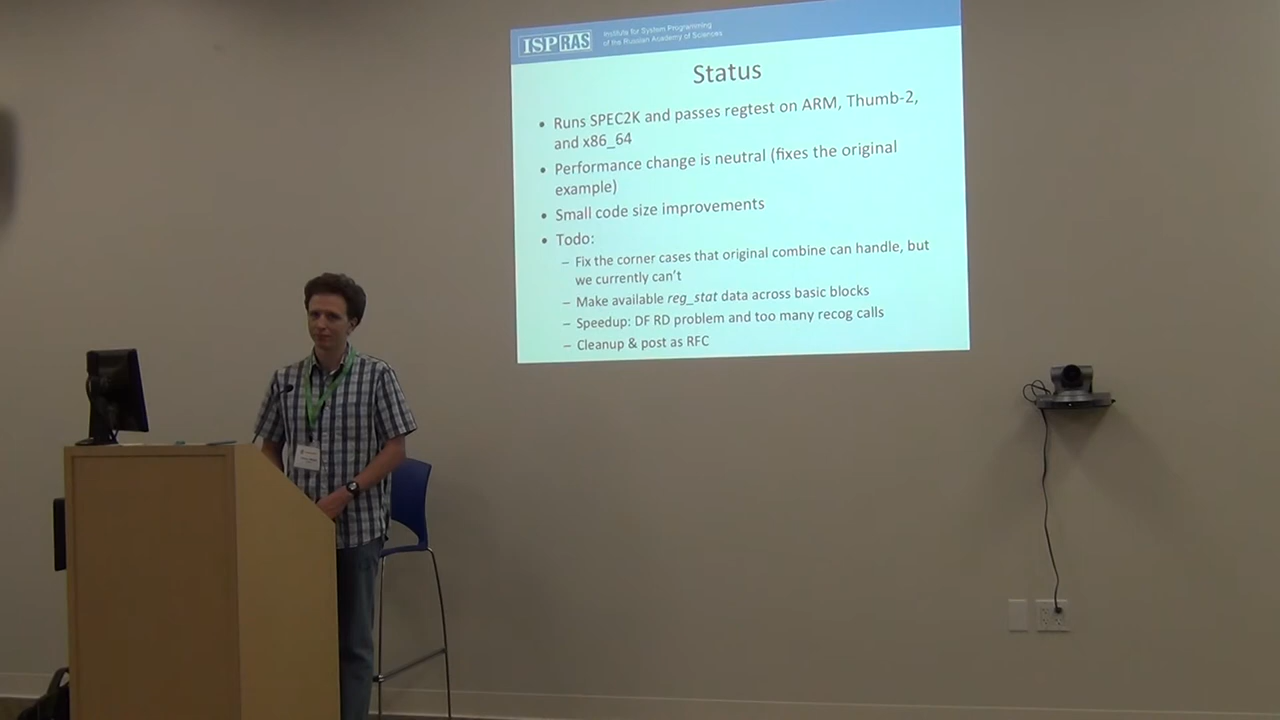 ISPRAS
Institute for System Programming
of the Russian Academy of Sciences
Status
• Runs SPEC2K and passes regtest on ARM, Thumb-2,
and x86_64
• Performance change is neutral (fixes the original
example)
• Small code size improvements
• Todo:
– Fix the corner cases that original combine can handle, but
we currently can't
– Make available reg_stat data across basic blocks
– Speedup: DF RD problem and too many recog calls
– Cleanup & post as RFC